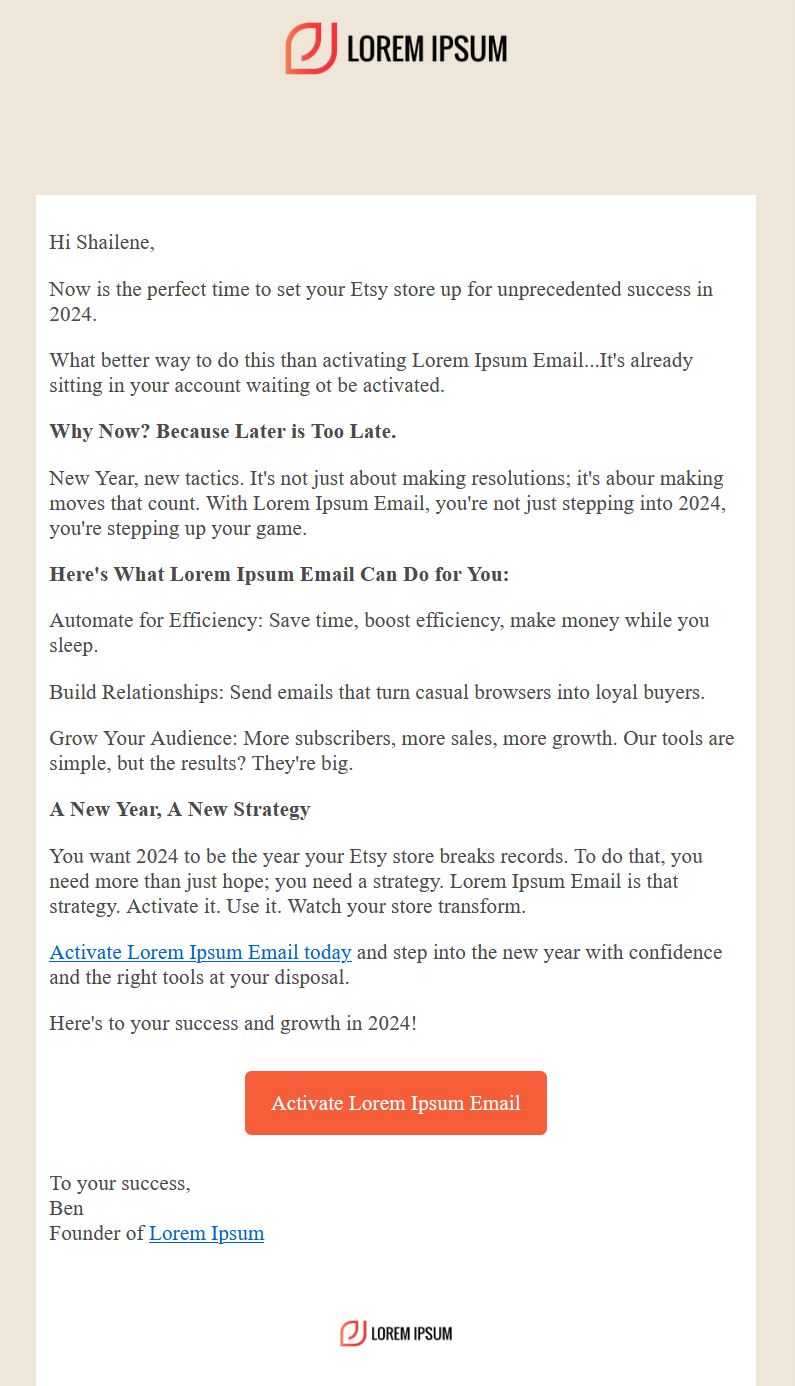 LOREM IPSUM
Hi Shailene,
Now is the perfect time to set your Etsy store up for unprecedented success in
2024.
What better way to do this than activating Lorem Ipsum Email...It's already
sitting in your account waiting ot be activated.
Why Now? Because Later is Too Late.
New Year, new tactics. It's not just about making resolutions; it's abour making
moves that count. With Lorem Ipsum Email, you're not just stepping into 2024,
you're stepping up your game.
Here's What Lorem Ipsum Email Can Do for You:
Automate for Efficiency: Save time, boost efficiency, make money while you
sleep.
Build Relationships: Send emails that turn casual browsers into loyal buyers.
Grow Your Audience: More subscribers, more sales, more growth. Our tools are
simple, but the results? They're big.
A New Year, A New Strategy
You want 2024 to be the year your Etsy store breaks records. To do that, you
need more than just hope; you need a strategy. Lorem Ipsum Email is that
strategy. Activate it. Use it. Watch your store transform.
Activate Lorem Ipsum Email today and step into the new year with confidence
and the right tools at your disposal.
Here's to your success and growth in 2024!
Activate Lorem Ipsum Email
To your success,
Ben
Founder of Lorem Ipsum
LOREM IPSUM